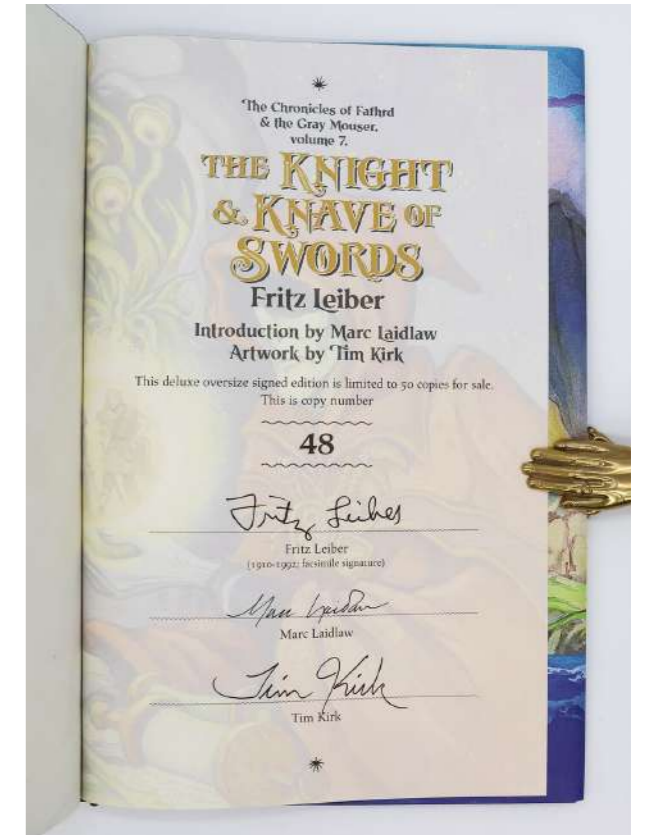 The Chronicles of Fafhrd
& the Gray Mouser,
volume 7.
THE KNIGHT
& KNAVE OF
SWORDS
Fritz Leiber
Introduction by Marc Laidlaw
Artwork by Tim Kirk
This deluxe oversize signed edition is limited to 50 copies for sale.
This is copy number
48
Fritz Leiber
Fritz Leiber
(1910-1992; facsimile signature)
Marc Laidlaw
Marc Laidlaw
Tim Kirk
Tim Kirk